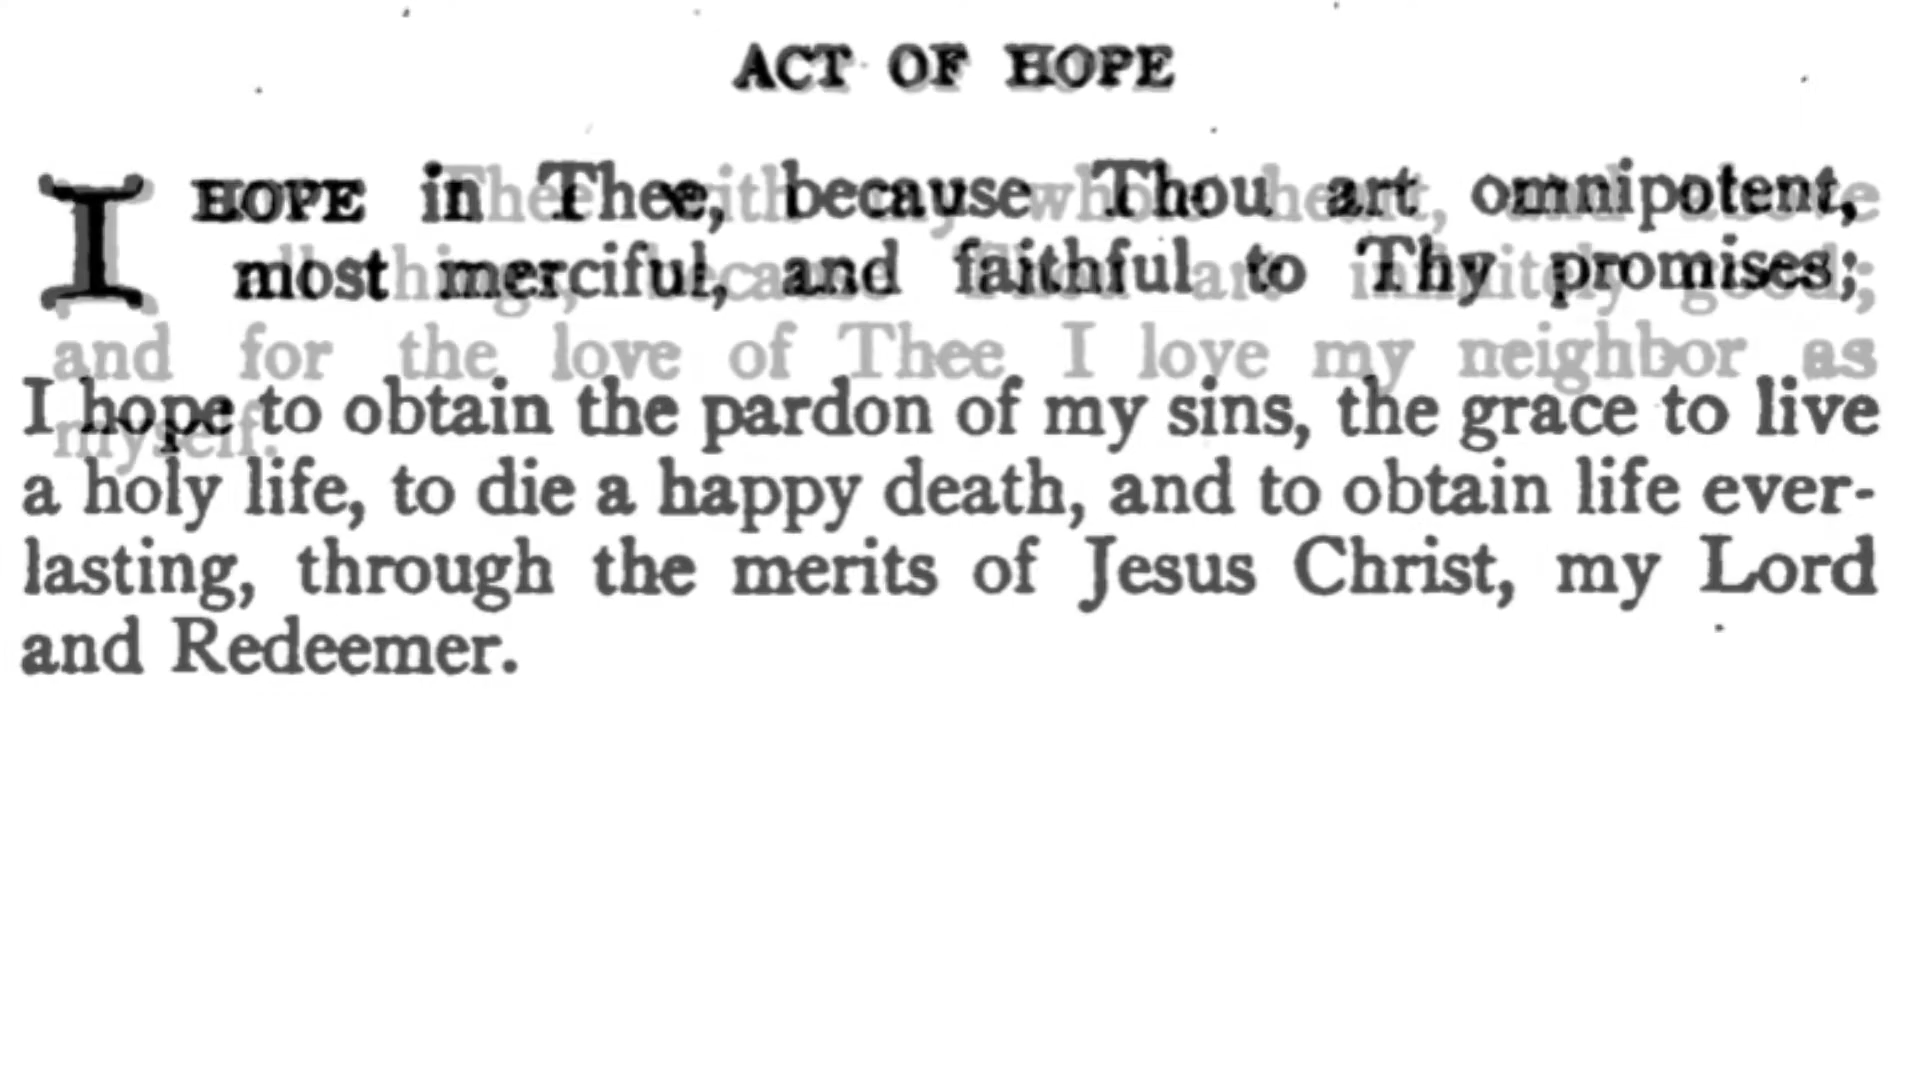 ACT OF HOPE
I HOPE in Thee, because Thou art omnipotent,
most merciful, and faithful to Thy promises;
and for the love of Thee I love my neighbor as
myself.
I hope to obtain the pardon of my sins, the grace to live
a holy life, to die a happy death, and to obtain life ever-
lasting, through the merits of Jesus Christ, my Lord
and Redeemer.